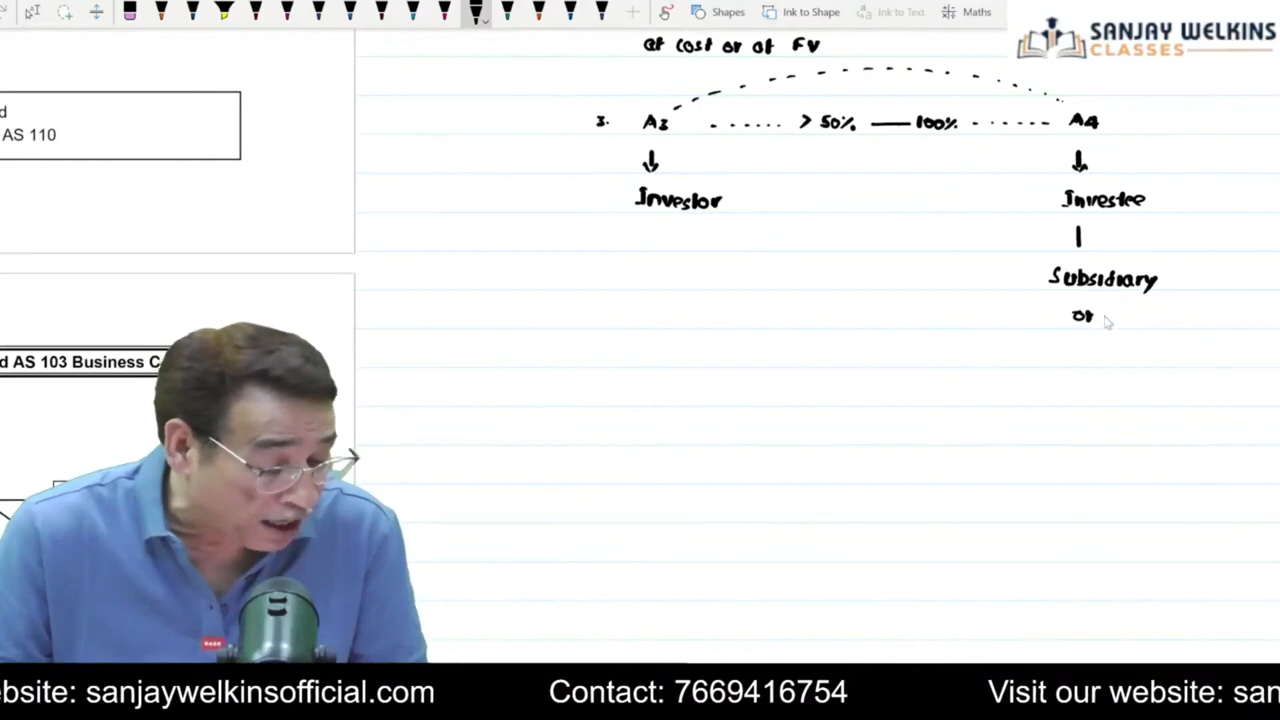 Shapes Ink to Shape Ink to Text Maths
SANJAY WELKINS
CLASSES
at cost or at FV
d
AS 110
3. A3 ...... > 50% — 100% ...... A4
Investor Investee
Subsidiary
or
d AS 103 Business C
ebsite: sanjaywelkinsofficial.com Contact: 7669416754 Visit our website: san